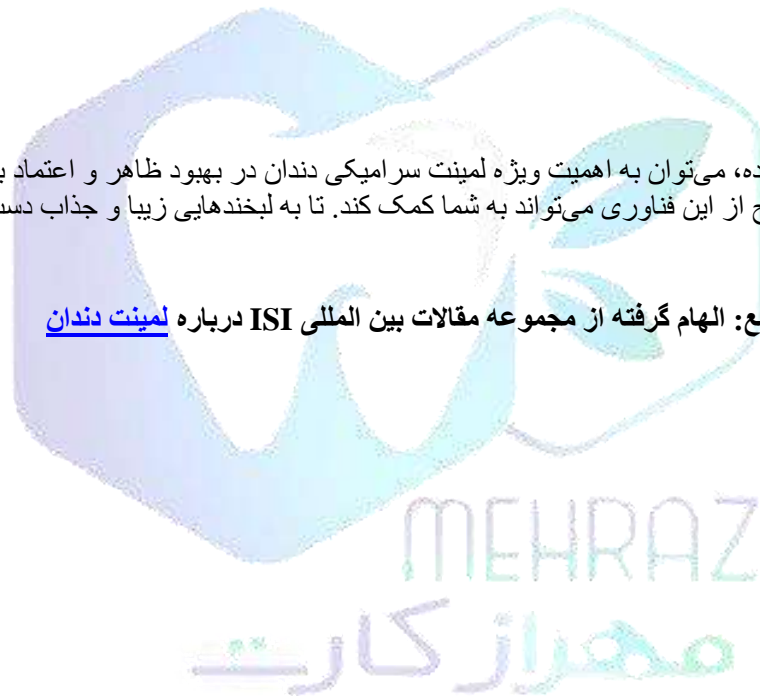 ده، می‌توان به اهمیت ویژه لمینت سرامیکی دندان در بهبود ظاهر و اعتماد ب
ح از این فناوری می‌تواند به شما کمک کند. تا به لبخندهایی زیبا و جذاب دست
ع: الهام گرفته از مجموعه مقالات بین المللی ISI درباره لمینت دندان
MEHRAZ
مهراز کارت